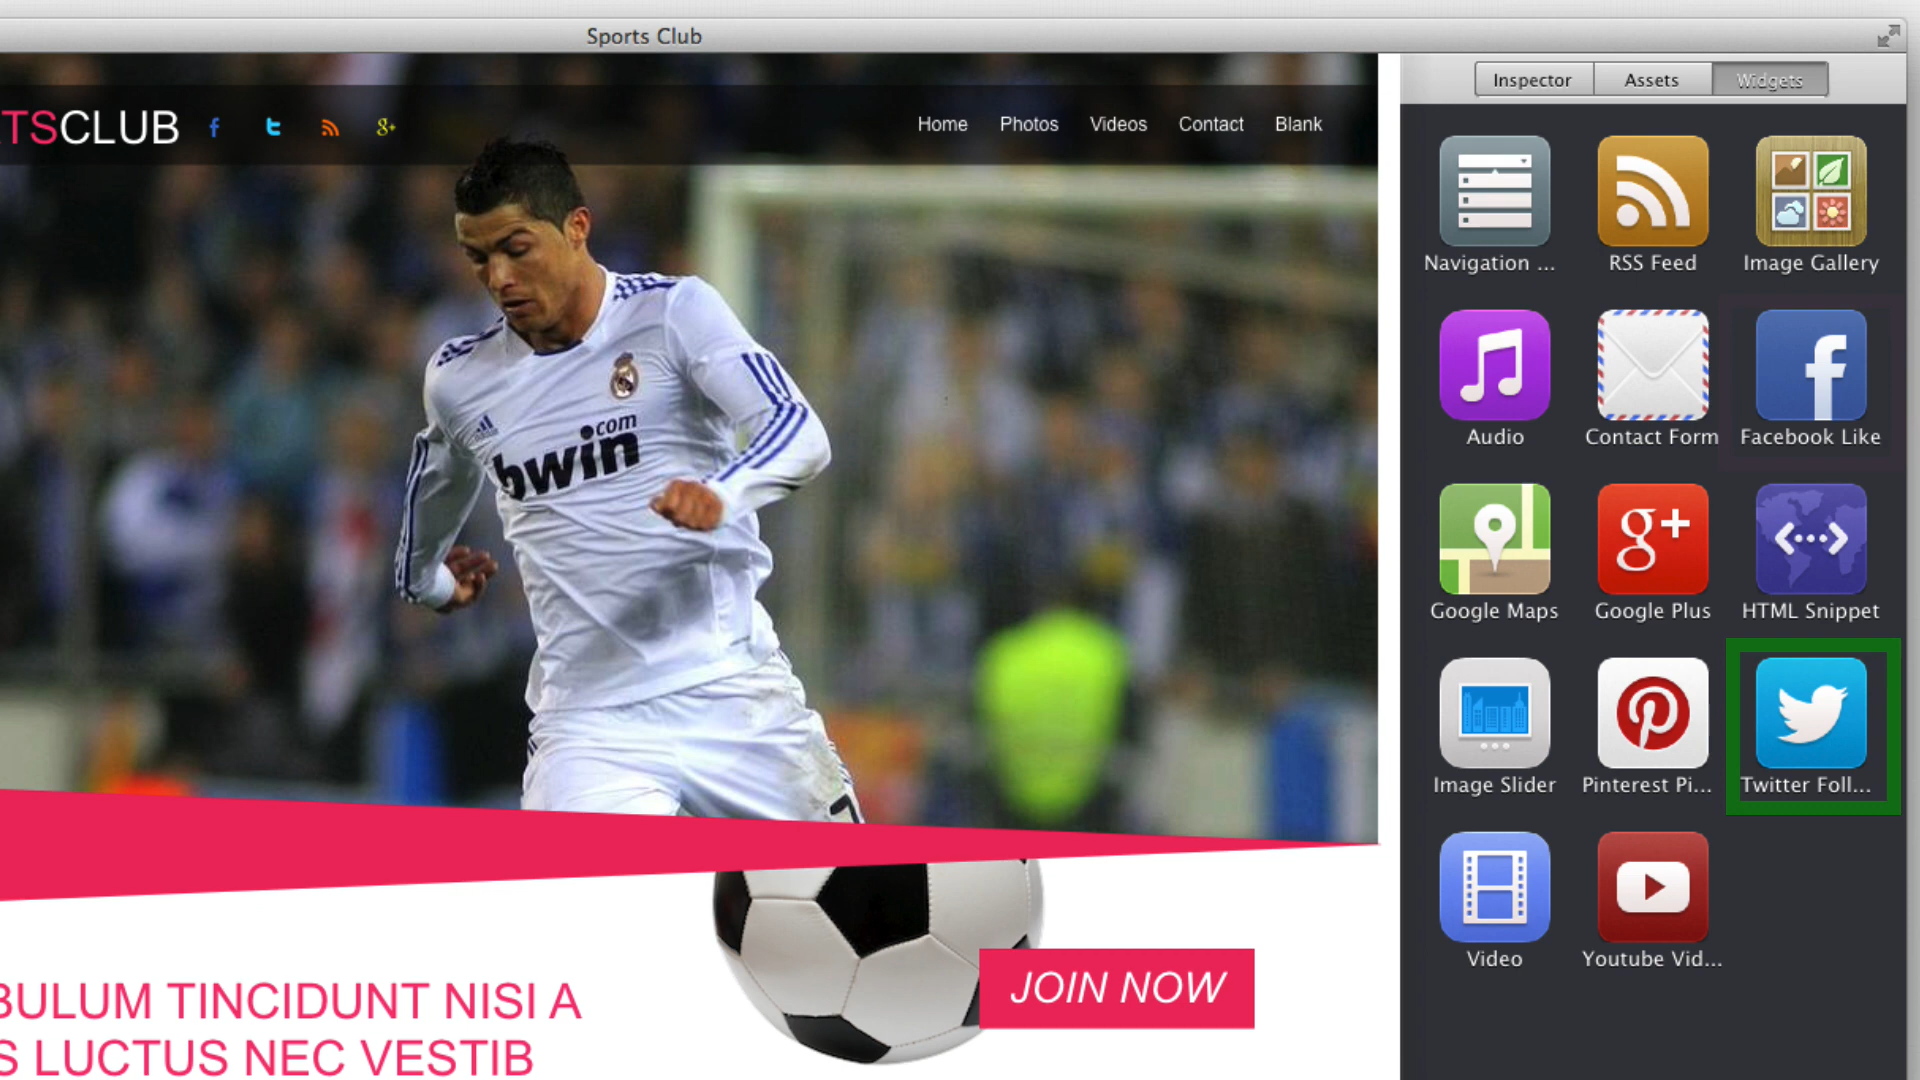 Sports Club
Inspector Assets Widgets
TSCLUB
Home Photos Videos Contact Blank
Navigation ... RSS Feed Image Gallery
Audio Contact Form Facebook Like
Google Maps Google Plus HTML Snippet
Image Slider Pinterest Pi... Twitter Foll...
Video Youtube Vid...
bwin
.com
7
JOIN NOW
BULUM TINCIDUNT NISI A
S LUCTUS NEC VESTIB